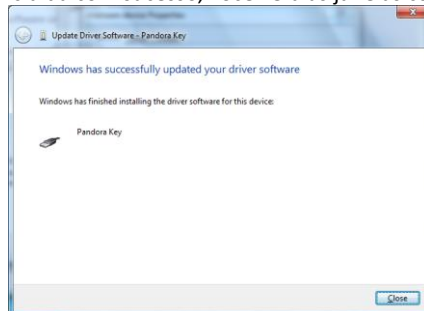 Update Driver Software - Pandora Key
Windows has successfully updated your driver software
Windows has finished installing the driver software for this device:
Pandora Key
Close